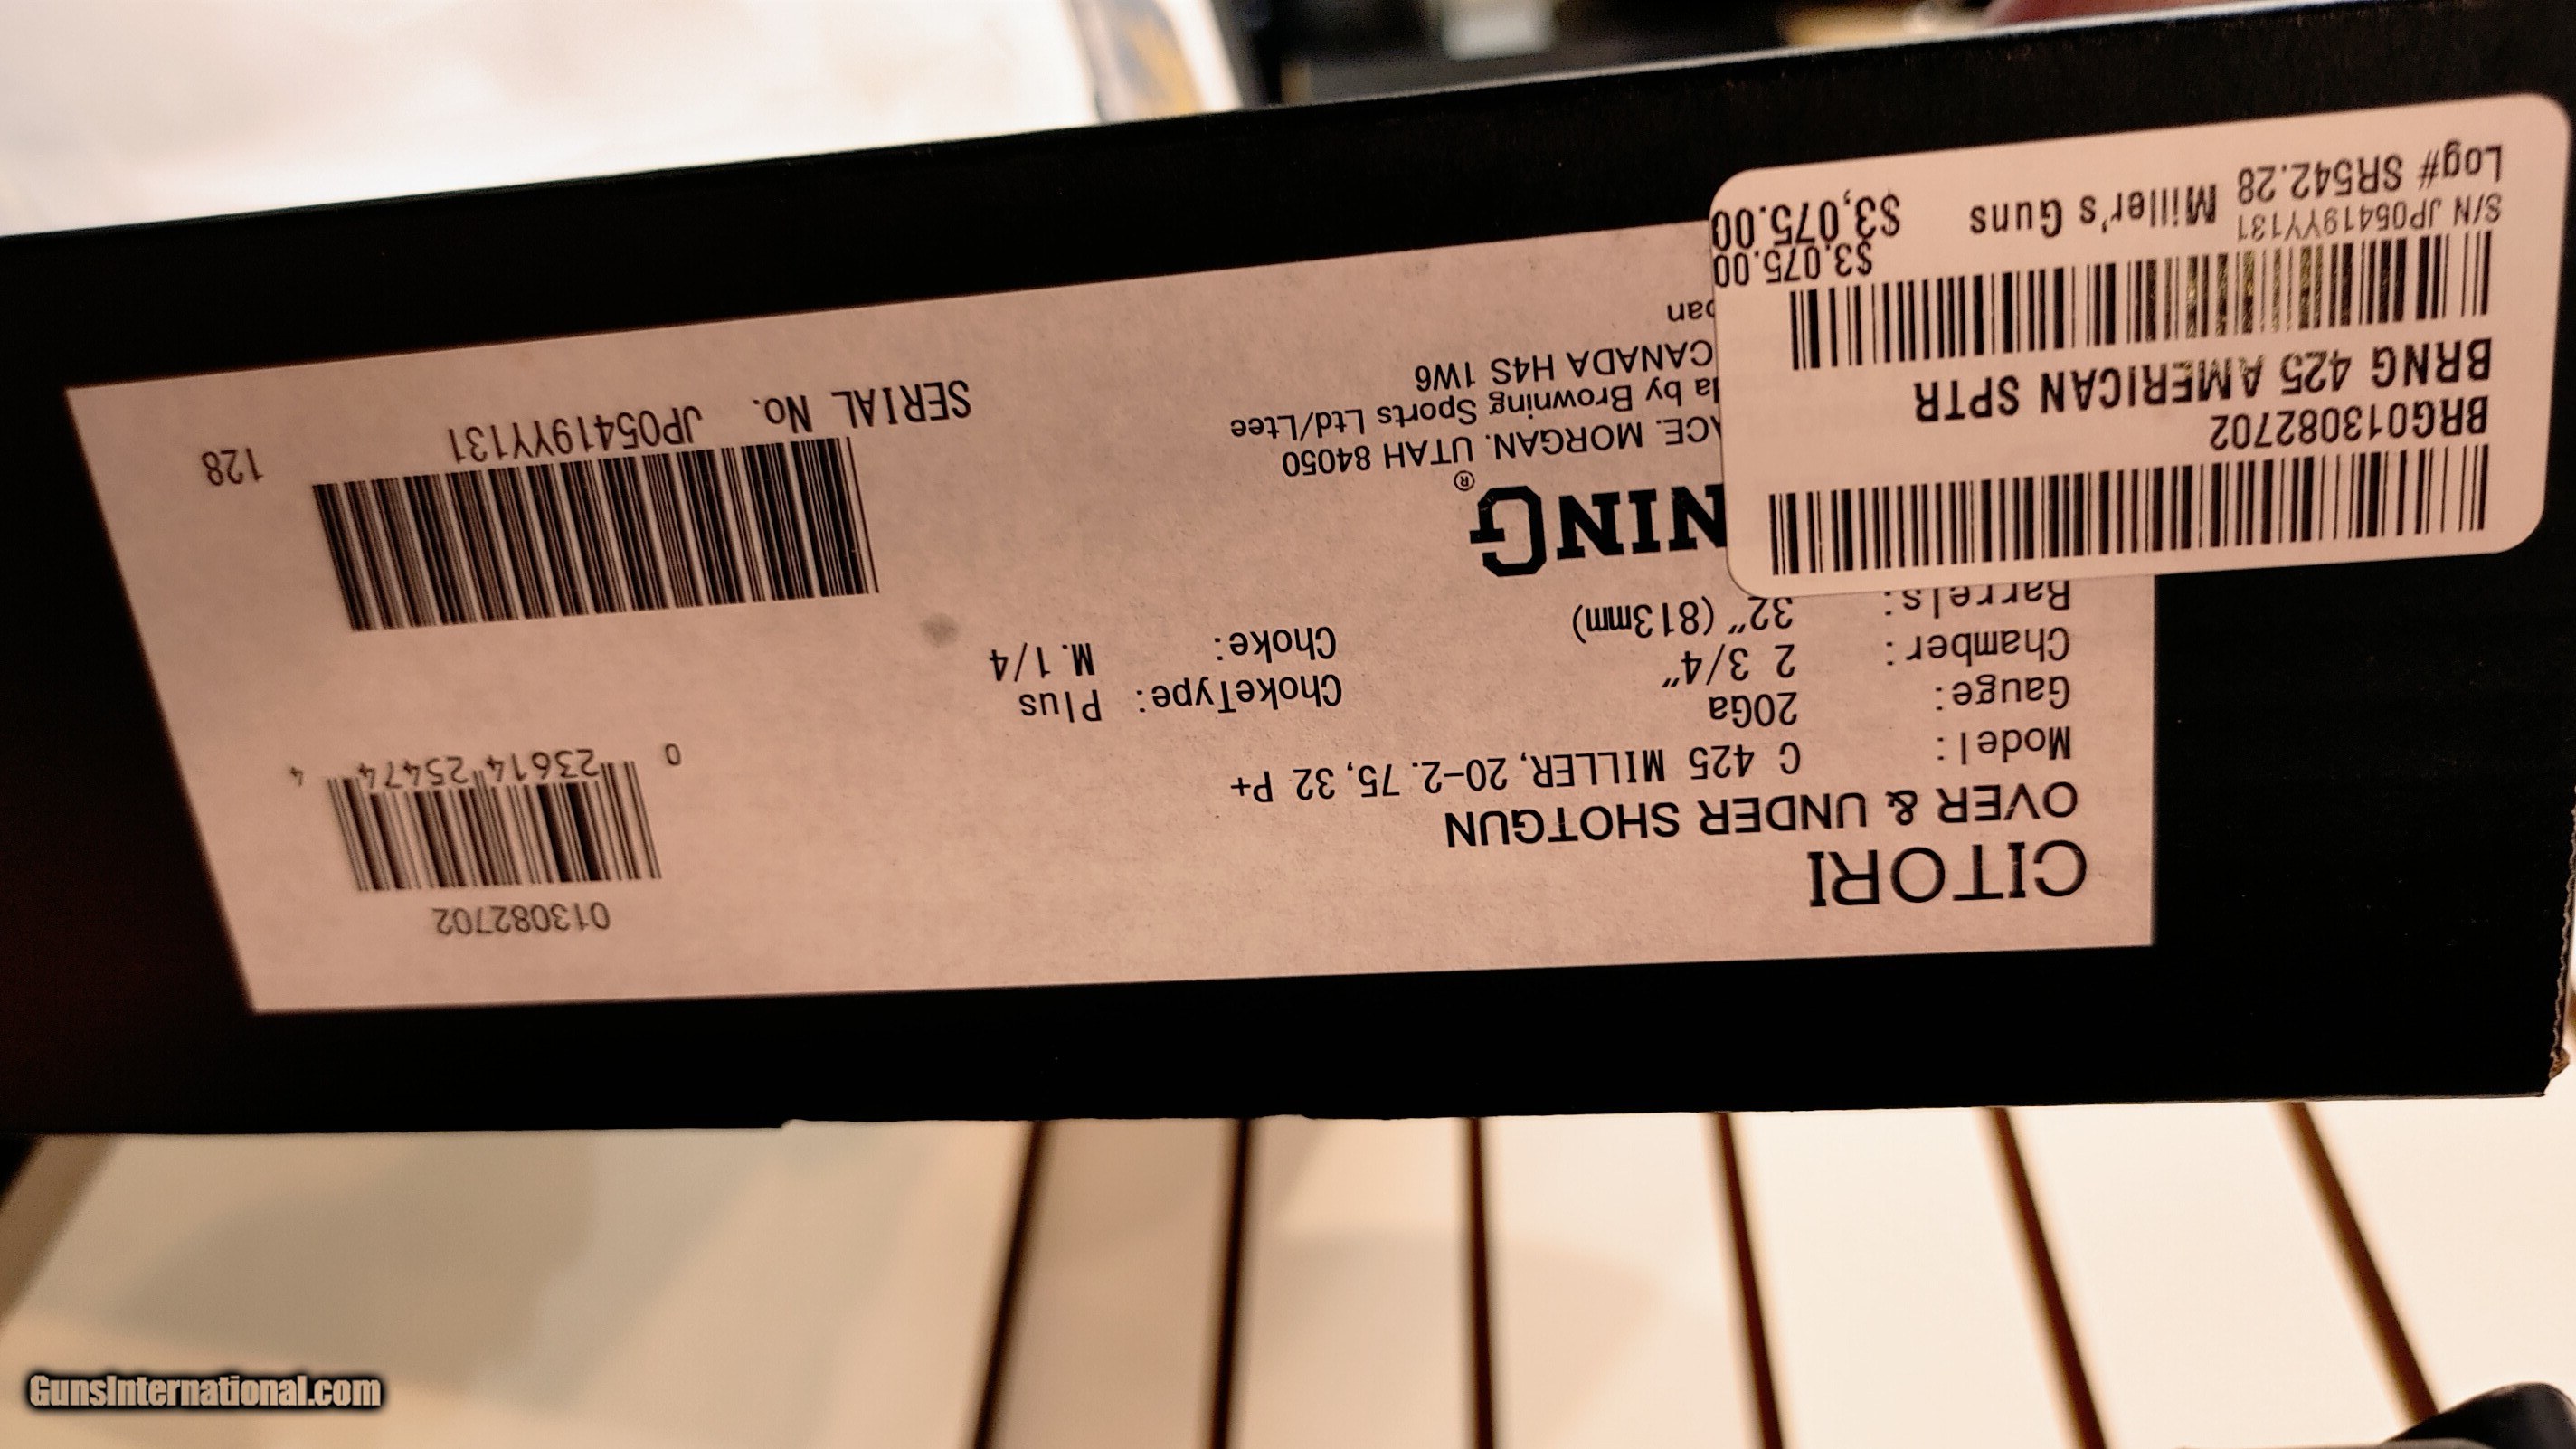 CITORI
OVER & UNDER SHOTGUN
Model: C 425 MILLER, 20-2.75, 32 P+
Gauge: 20Ga ChokeType: Plus
Chamber: 2 3/4" Choke: M. 1/4
Barrels: 32" (813mm)
NING®
ACE. MORGAN. UTAH 84050
da by Browning Sports Ltd/Ltee
CANADA H4S 1W6
pan
013082702
0 23614 25474 4
SERIAL No. JP05419YY131
128
BRG013082702
BRNG 425 AMERICAN SPTR
$3,075.00
S/N JP05419YY131
Log# SR542.28 Miller's Guns $3,075.00
GunsInternational.com